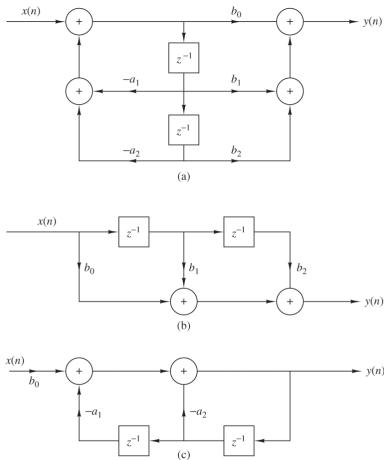 x(n) b₀ y(n)
+ +
z⁻¹
−a₁ b₁
+ +
z⁻¹
−a₂ b₂
(a)
x(n) z⁻¹ z⁻¹
b₀ b₁ b₂
+ + y(n)
(b)
x(n) y(n)
b₀ + +
−a₁ −a₂
z⁻¹ z⁻¹
(c)